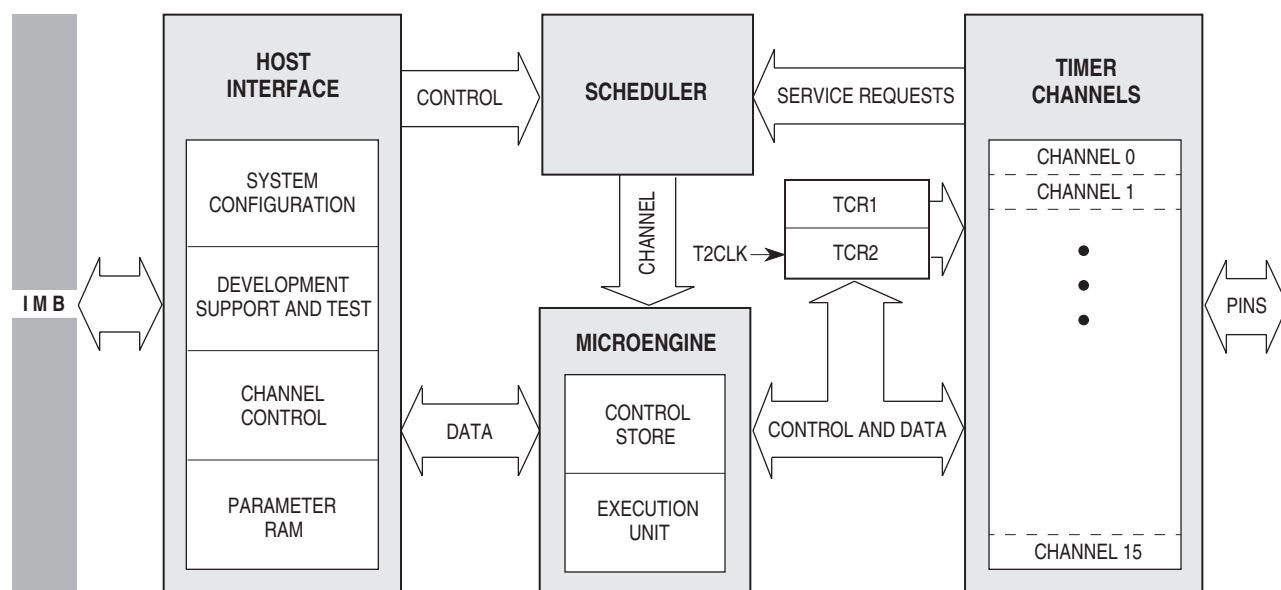 IMB
HOST
INTERFACE
SYSTEM
CONFIGURATION
DEVELOPMENT
SUPPORT AND TEST
CHANNEL
CONTROL
PARAMETER
RAM
CONTROL
SCHEDULER
SERVICE REQUESTS
CHANNEL
T2CLK
TCR1
TCR2
DATA
MICROENGINE
CONTROL
STORE
EXECUTION
UNIT
CONTROL AND DATA
TIMER
CHANNELS
CHANNEL 0
CHANNEL 1
CHANNEL 15
PINS